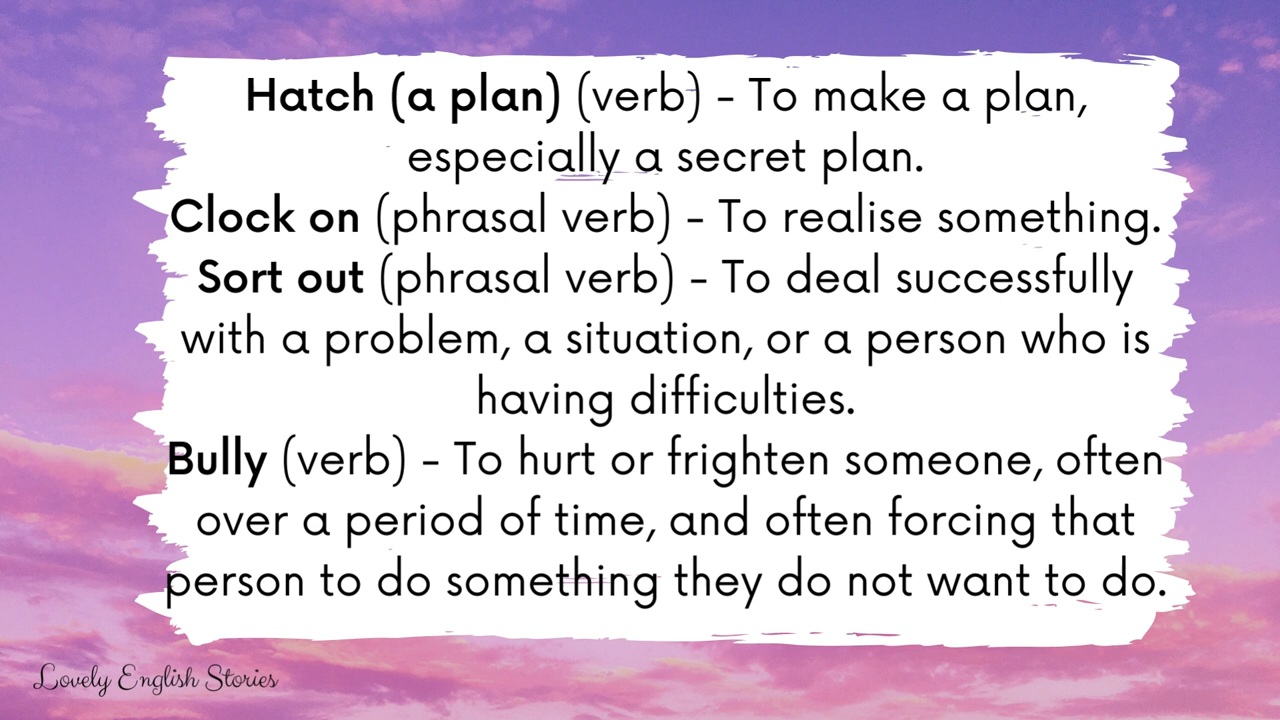 Hatch (a plan) (verb) - To make a plan,
especially a secret plan.
Clock on (phrasal verb) - To realise something.
Sort out (phrasal verb) - To deal successfully
with a problem, a situation, or a person who is
having difficulties.
Bully (verb) - To hurt or frighten someone, often
over a period of time, and often forcing that
person to do something they do not want to do.
Lovely English Stories